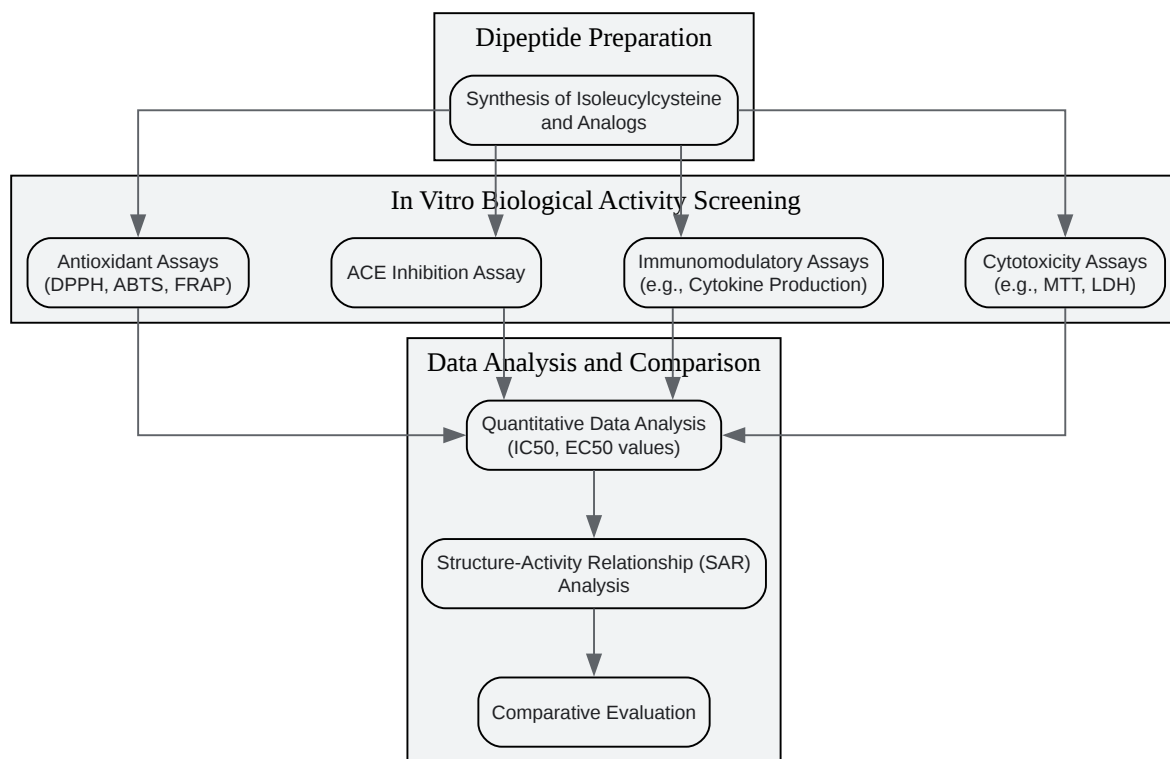 Dipeptide Preparation
Synthesis of Isoleucylcysteine
and Analogs
In Vitro Biological Activity Screening
Antioxidant Assays
(DPPH, ABTS, FRAP)
ACE Inhibition Assay
Immunomodulatory Assays
(e.g., Cytokine Production)
Cytotoxicity Assays
(e.g., MTT, LDH)
Data Analysis and Comparison
Quantitative Data Analysis
(IC50, EC50 values)
Structure-Activity Relationship (SAR)
Analysis
Comparative Evaluation